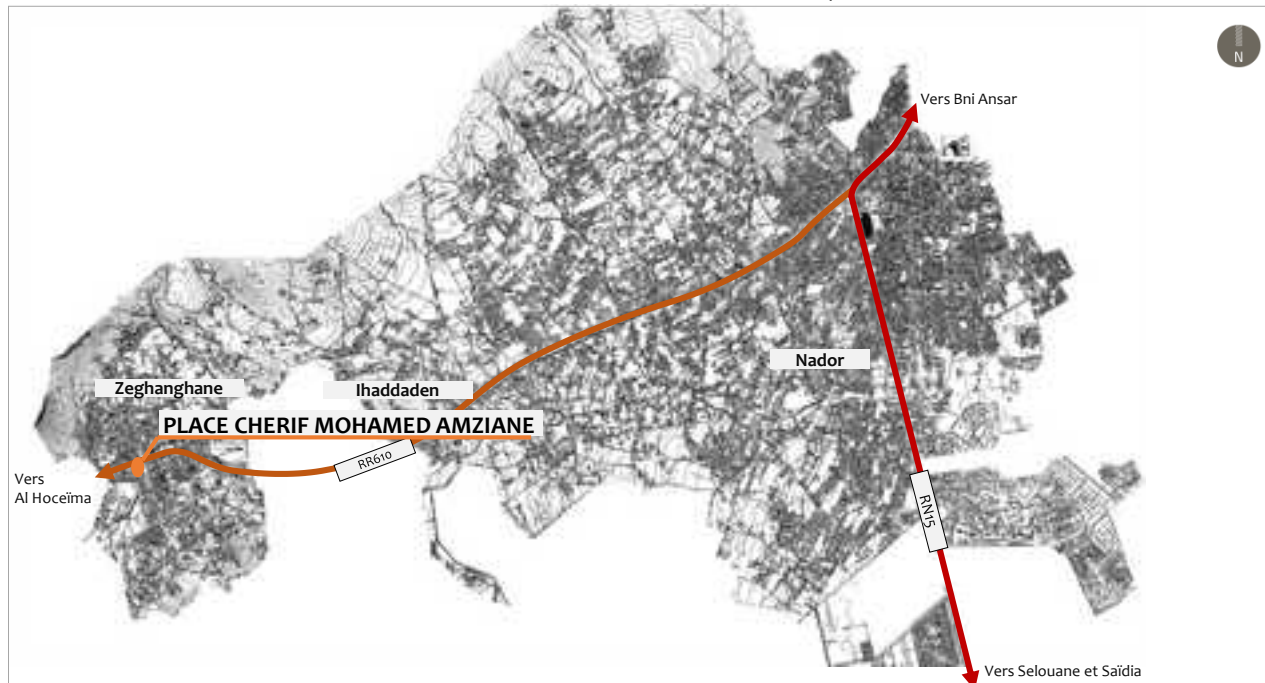 N
Vers Bni Ansar
Nador
Zeghanghane
Ihaddaden
PLACE CHERIF MOHAMED AMZIANE
RR610
Vers
Al Hoceïma
RN15
Vers Selouane et Saïdia